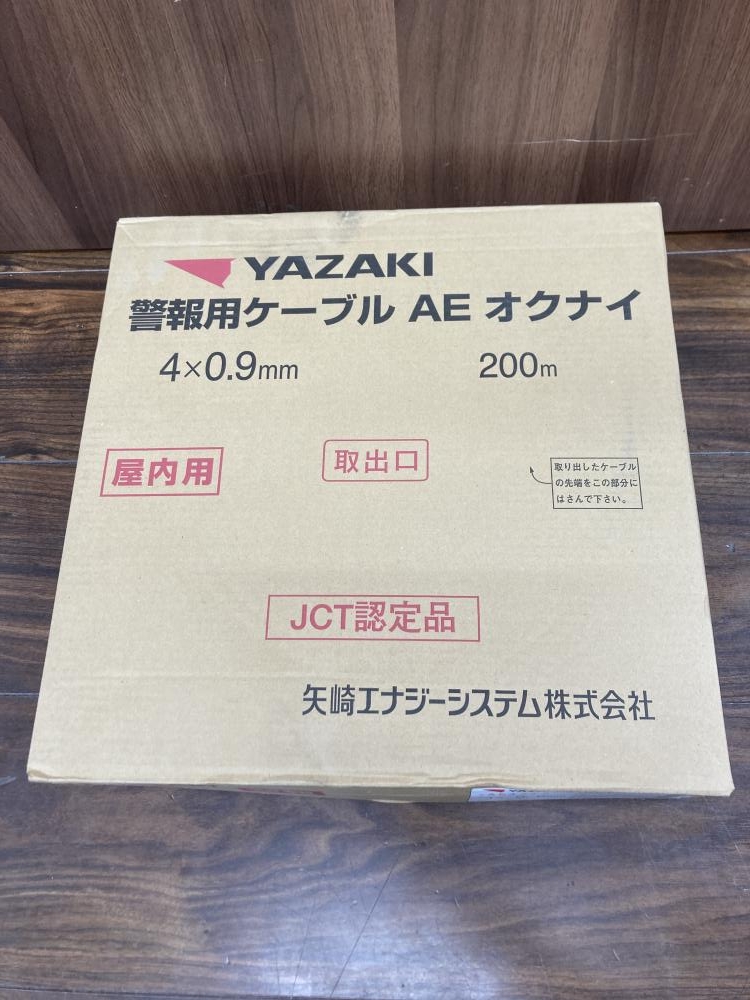 YAZAKI
警報用ケーブル AE オクナイ
4×0.9mm 200m
屋内用
取出口
取り出したケーブル
の先端をこの部分に
はさんで下さい。
JCT認定品
矢崎エナジーシステム株式会社